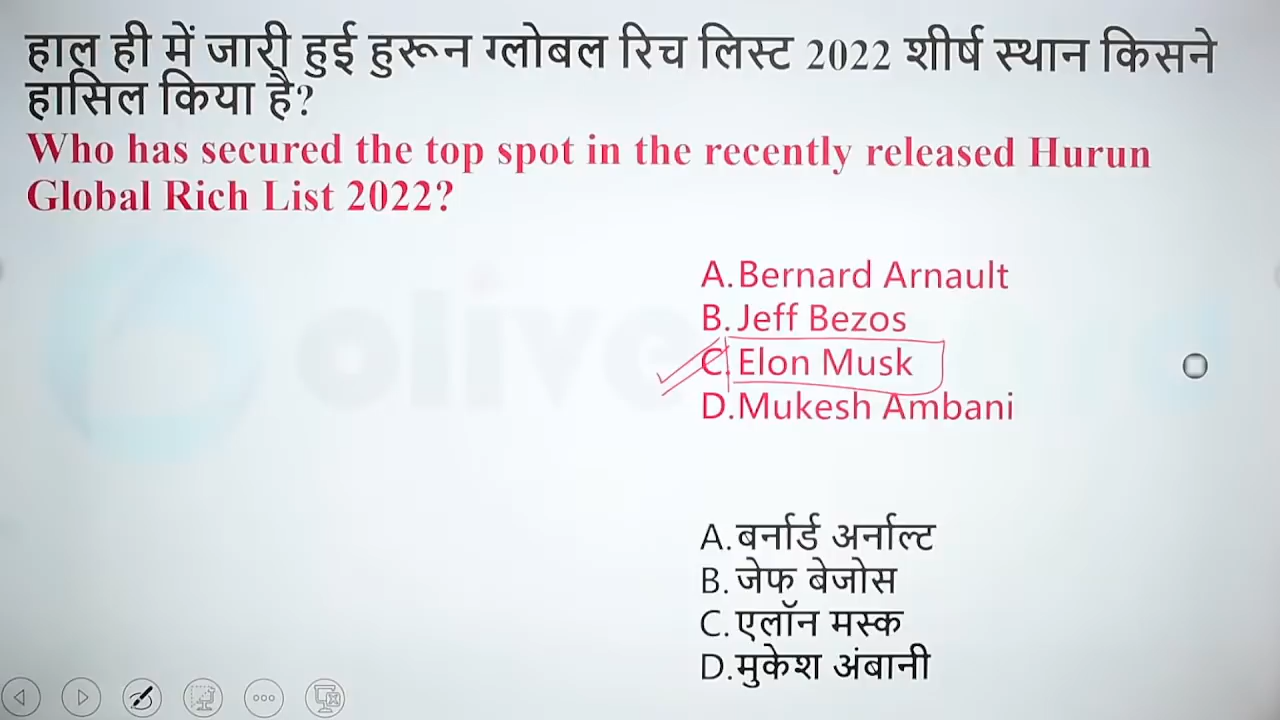 हाल ही में जारी हुई हुरून ग्लोबल रिच लिस्ट 2022 शीर्ष स्थान किसने
हासिल किया है?
Who has secured the top spot in the recently released Hurun
Global Rich List 2022?
A.Bernard Arnault
B.Jeff Bezos
C.Elon Musk
D.Mukesh Ambani
A.बर्नार्ड अर्नाल्ट
B.जेफ बेजोस
C.एलॉन मस्क
D.मुकेश अंबानी